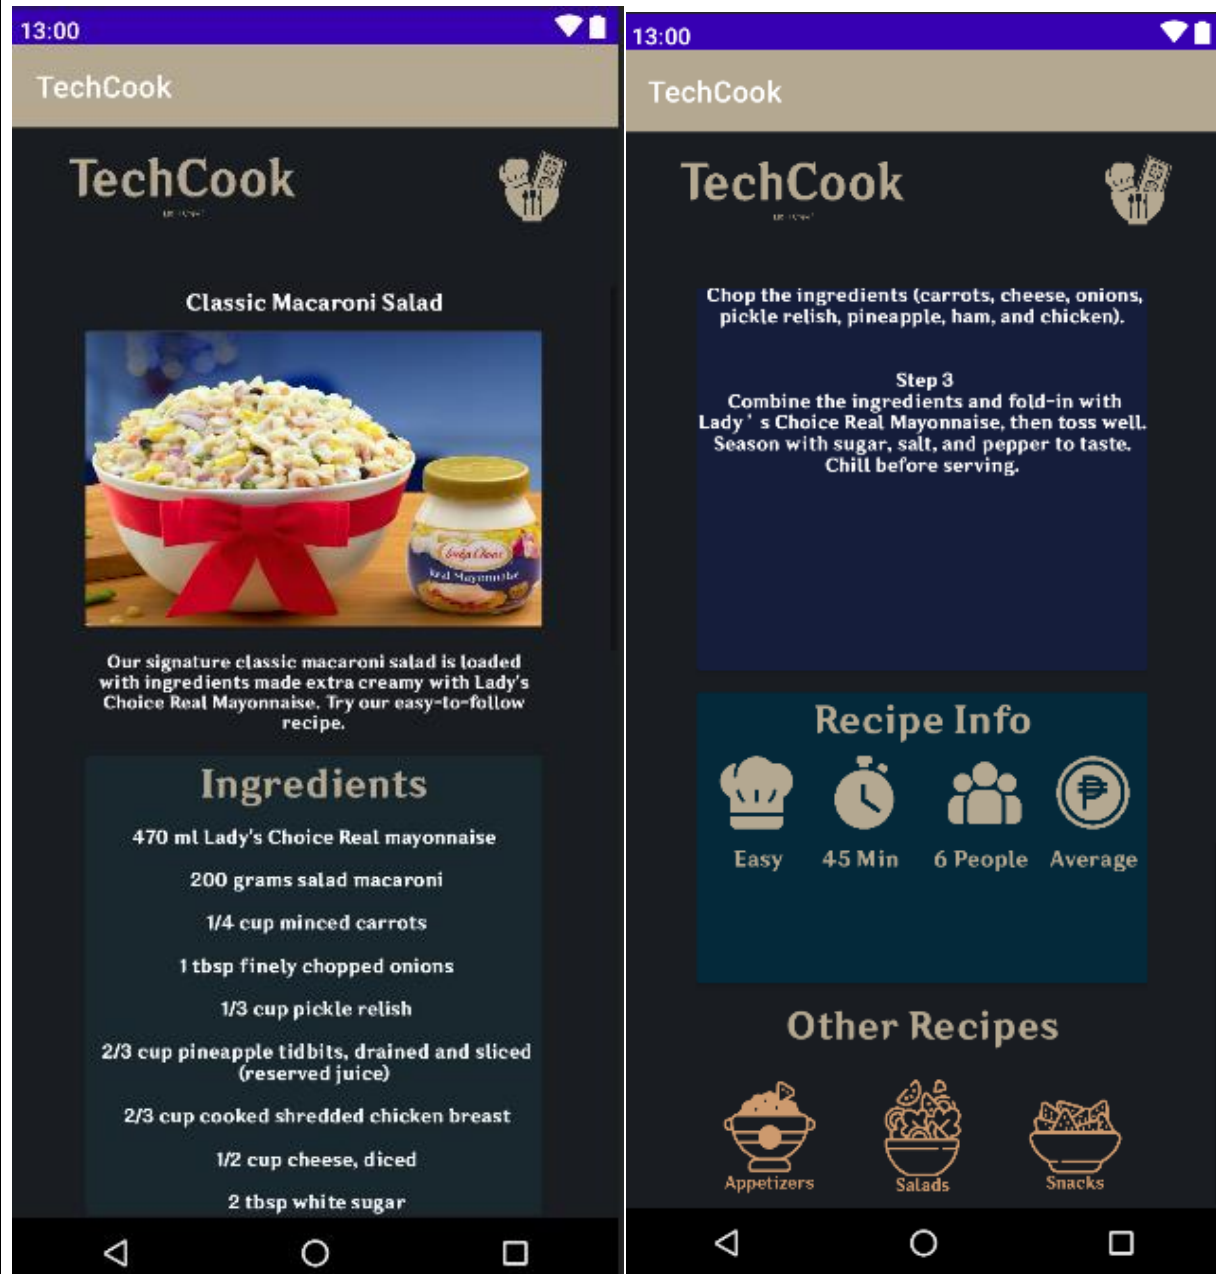 13:00
TechCook
TechCook
Classic Macaroni Salad
Lady's Choice
Real Mayonnaise
Our signature classic macaroni salad is loaded
with ingredients made extra creamy with Lady's
Choice Real Mayonnaise. Try our easy-to-follow
recipe.
Ingredients
470 ml Lady's Choice Real mayonnaise
200 grams salad macaroni
1/4 cup minced carrots
1 tbsp finely chopped onions
1/3 cup pickle relish
2/3 cup pineapple tidbits, drained and sliced
(reserved juice)
2/3 cup cooked shredded chicken breast
1/2 cup cheese, diced
2 tbsp white sugar
13:00
TechCook
TechCook
Chop the ingredients (carrots, cheese, onions,
pickle relish, pineapple, ham, and chicken).
Step 3
Combine the ingredients and fold-in with
Lady's Choice Real Mayonnaise, then toss well.
Season with sugar, salt, and pepper to taste.
Chill before serving.
Recipe Info
Easy
45 Min
6 People
Average
Other Recipes
Appetizers
Salads
Snacks